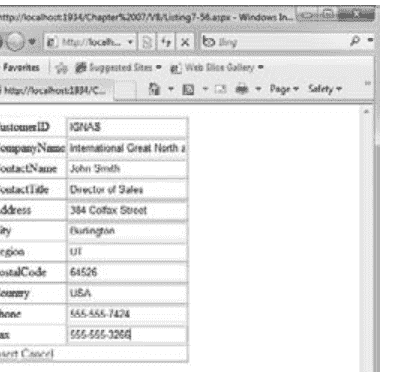 http://localhost:1934/Chapter%2007/VB/Listing7-56.aspx - Windows In...
http://localh... Bing
Favorites Suggested Sites Web Slice Gallery
http://localhost:1934/C... Page Safety
ustomerID IGNAS
ompanyName International Great North a
ontactName John Smith
ontactTitle Director of Sales
ddress 384 Colfax Street
ity Burlington
egion UT
ostalCode 64526
ountry USA
hone 555-555-7424
ax 555-555-3266
nsert Cancel